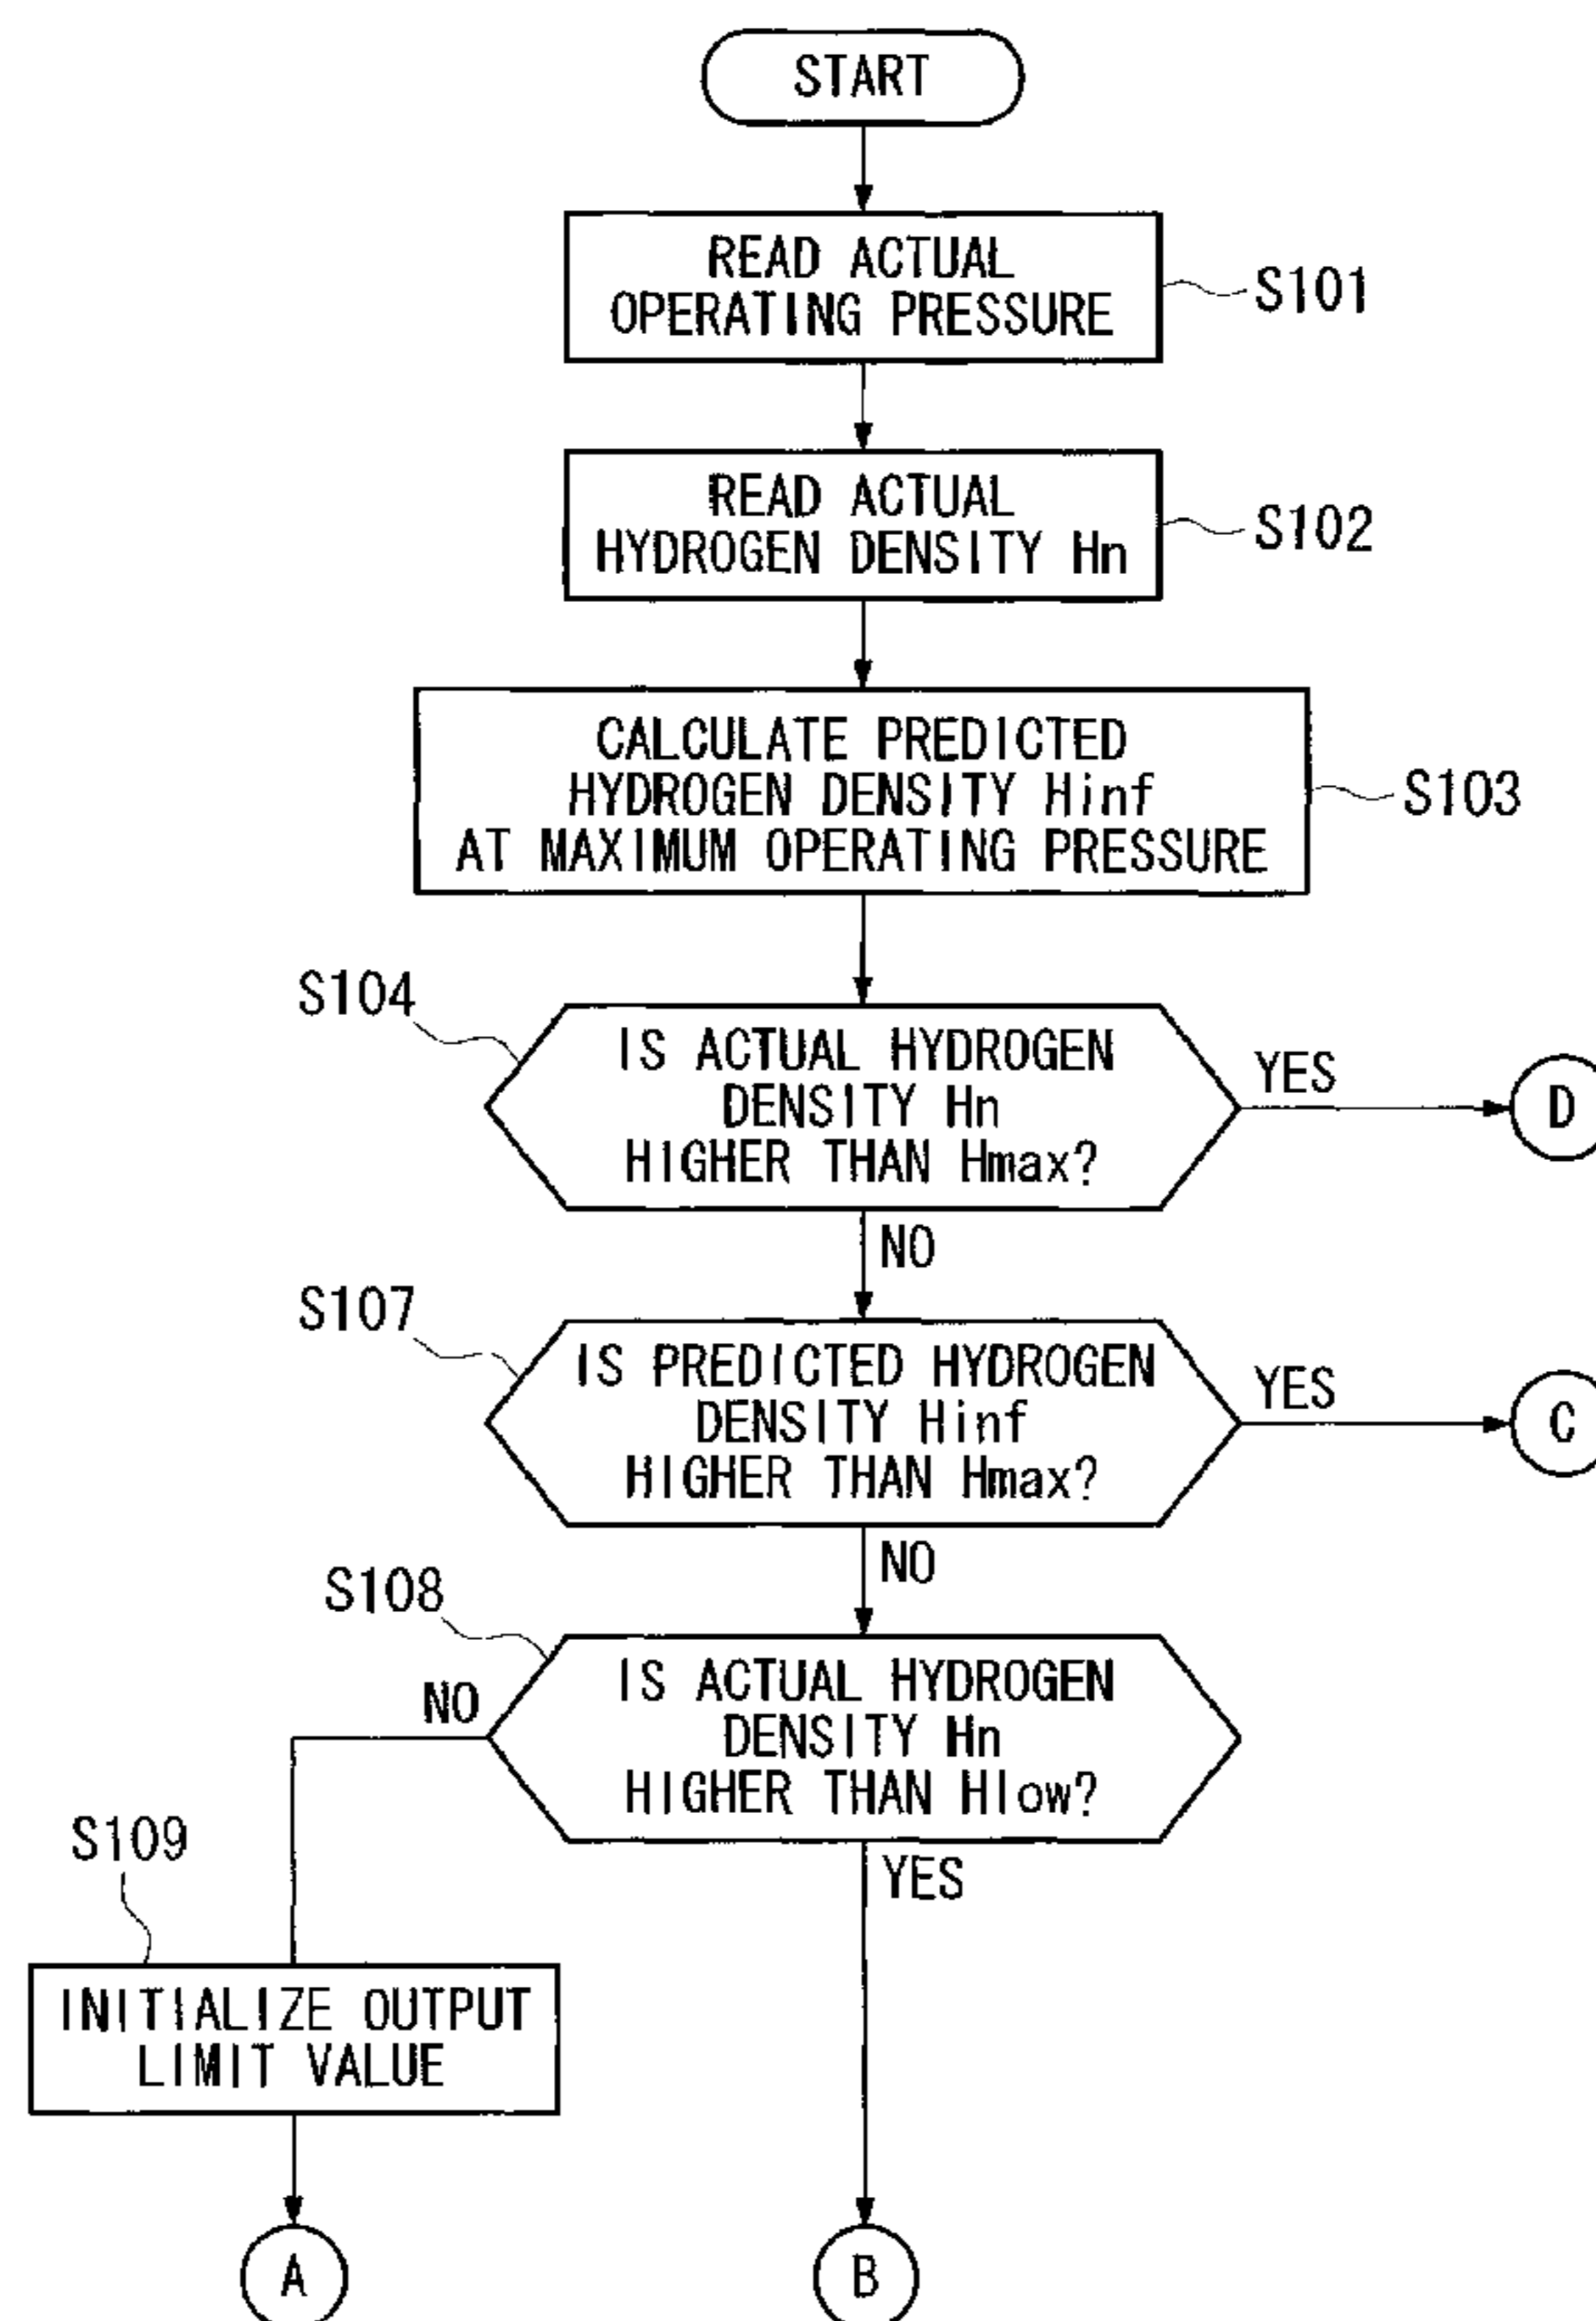 START
READ ACTUAL
OPERATING PRESSURE
S101
READ ACTUAL
HYDROGEN DENSITY Hn
S102
CALCULATE PREDICTED
HYDROGEN DENSITY Hinf
AT MAXIMUM OPERATING PRESSURE
S103
S104
IS ACTUAL HYDROGEN
DENSITY Hn
HIGHER THAN Hmax?
YES
D
NO
S107
IS PREDICTED HYDROGEN
DENSITY Hinf
HIGHER THAN Hmax?
YES
C
NO
S108
IS ACTUAL HYDROGEN
DENSITY Hn
HIGHER THAN Hlow?
NO
YES
S109
INITIALIZE OUTPUT
LIMIT VALUE
A
B